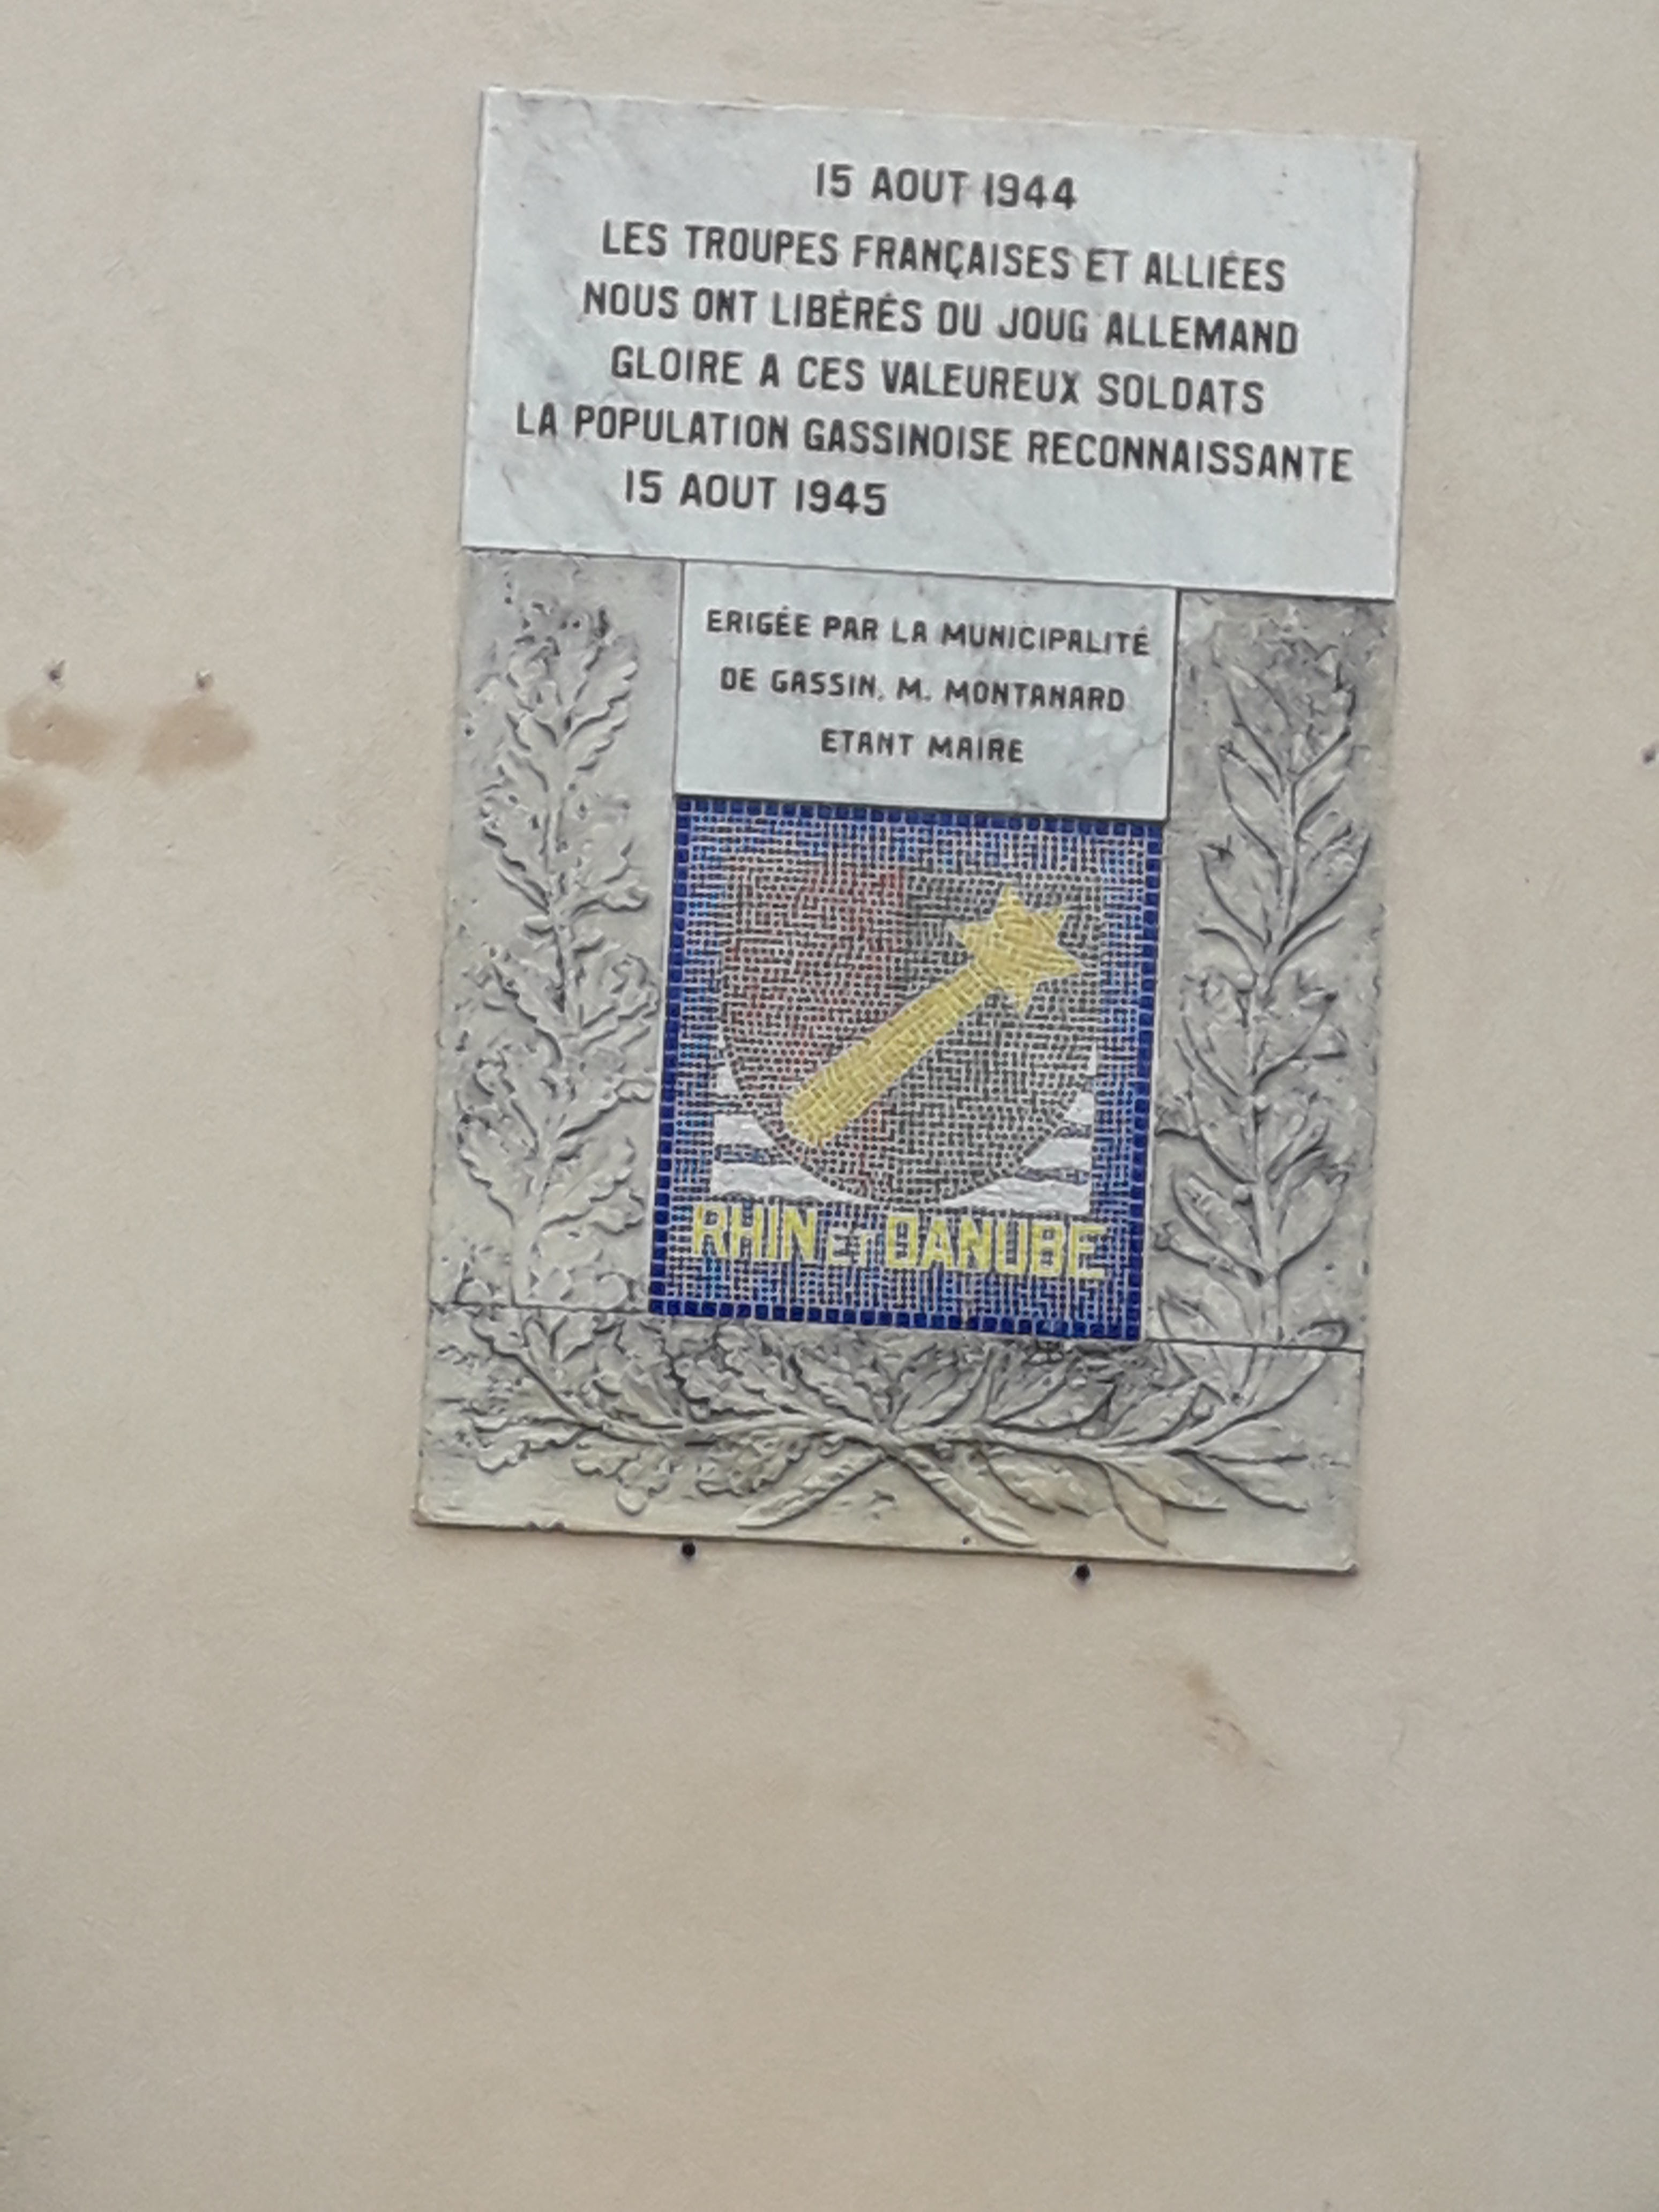 15 AOUT 1944
LES TROUPES FRANÇAISES ET ALLIÉES
NOUS ONT LIBÉRÉS DU JOUG ALLEMAND
GLOIRE A CES VALEUREUX SOLDATS
LA POPULATION GASSINOISE RECONNAISSANTE
15 AOUT 1945
ERIGÉE PAR LA MUNICIPALITÉ
DE GASSIN. M. MONTANARD
ETANT MAIRE
RHIN ET DANUBE